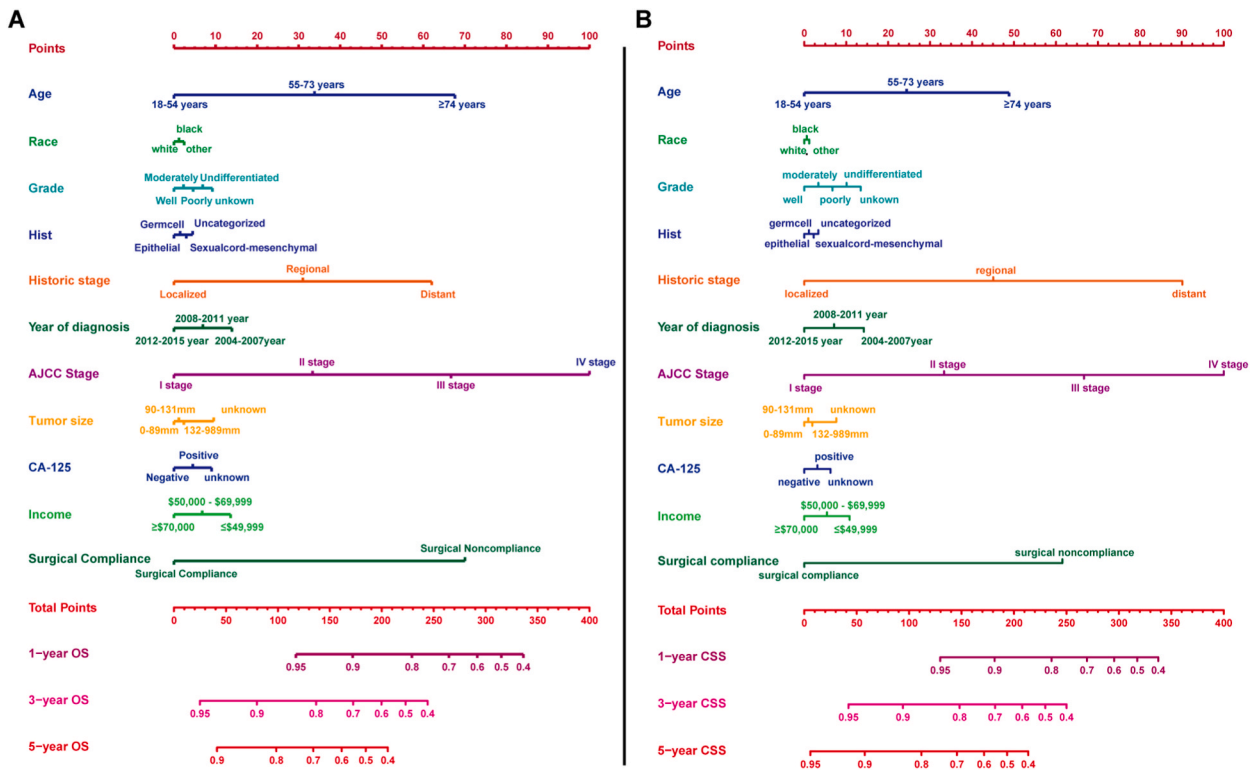 A
Points
0 10 20 30 40 50 60 70 80 90 100
55-73 years
Age
18-54 years ≥74 years
black
Race
white other
Moderately Undifferentiated
Grade
Well Poorly unkown
Germcell Uncategorized
Hist
Epithelial Sexualcord-mesenchymal
Regional
Historic stage
Localized Distant
2008-2011 year
Year of diagnosis
2012-2015 year 2004-2007year
II stage IV stage
AJCC Stage
I stage III stage
90-131mm unknown
Tumor size
0-89mm 132-989mm
Positive
CA-125
Negative unknown
$50,000 - $69,999
Income
≥$70,000 ≤$49,999
Surgical Noncompliance
Surgical Compliance
Surgical Compliance
Total Points
0 50 100 150 200 250 300 350 400
1−year OS
0.95 0.9 0.8 0.7 0.6 0.5 0.4
3−year OS
0.95 0.9 0.8 0.7 0.6 0.5 0.4
5−year OS
0.9 0.8 0.7 0.6 0.5 0.4
B
Points
0 10 20 30 40 50 60 70 80 90 100
55-73 years
Age
18-54 years ≥74 years
black
Race
white other
moderately undifferentiated
Grade
well poorly unkown
germcell uncategorized
Hist
epithelial sexualcord-mesenchymal
regional
Historic stage
localized distant
2008-2011 year
Year of diagnosis
2012-2015 year 2004-2007year
II stage IV stage
AJCC Stage
I stage III stage
90-131mm unknown
Tumor size
0-89mm 132-989mm
positive
CA-125
negative unknown
$50,000 - $69,999
Income
≥$70,000 ≤$49,999
surgical noncompliance
Surgical compliance
surgical compliance
Total Points
0 50 100 150 200 250 300 350 400
1−year CSS
0.95 0.9 0.8 0.7 0.6 0.5 0.4
3−year CSS
0.95 0.9 0.8 0.7 0.6 0.5 0.4
5−year CSS
0.95 0.9 0.8 0.7 0.6 0.5 0.4